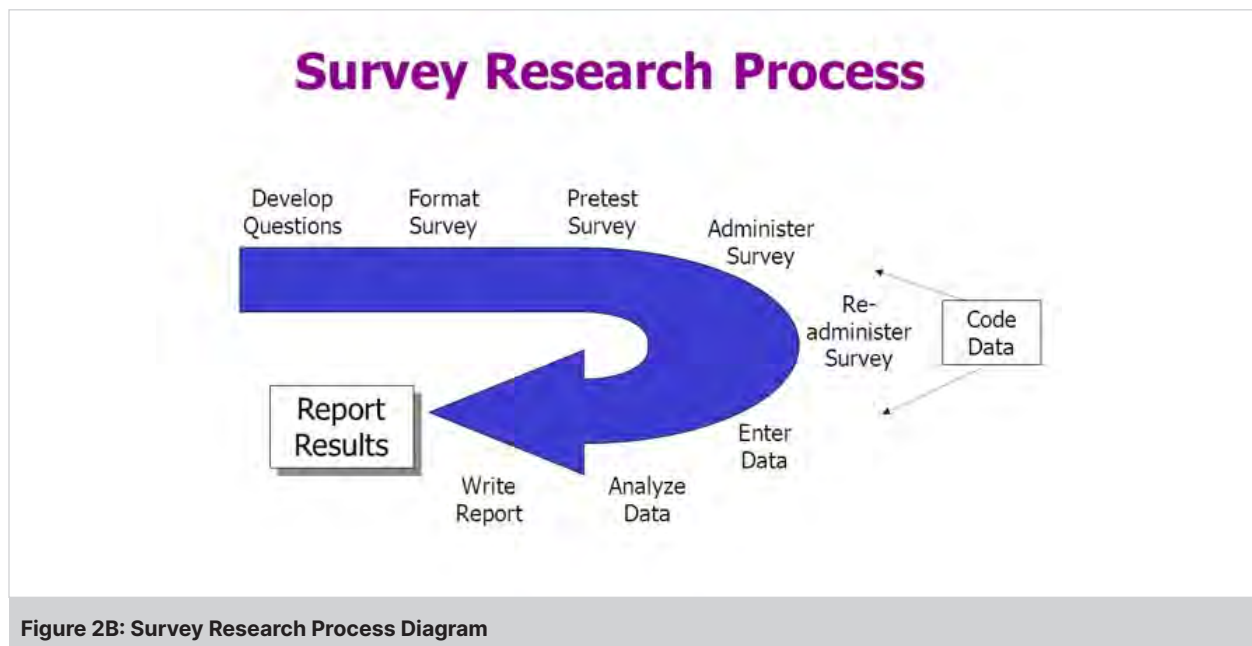 Survey Research Process
Develop
Questions
Format
Survey
Pretest
Survey
Administer
Survey
Re-
administer
Survey
Code
Data
Enter
Data
Analyze
Data
Write
Report
Report
Results
Figure 2B: Survey Research Process Diagram